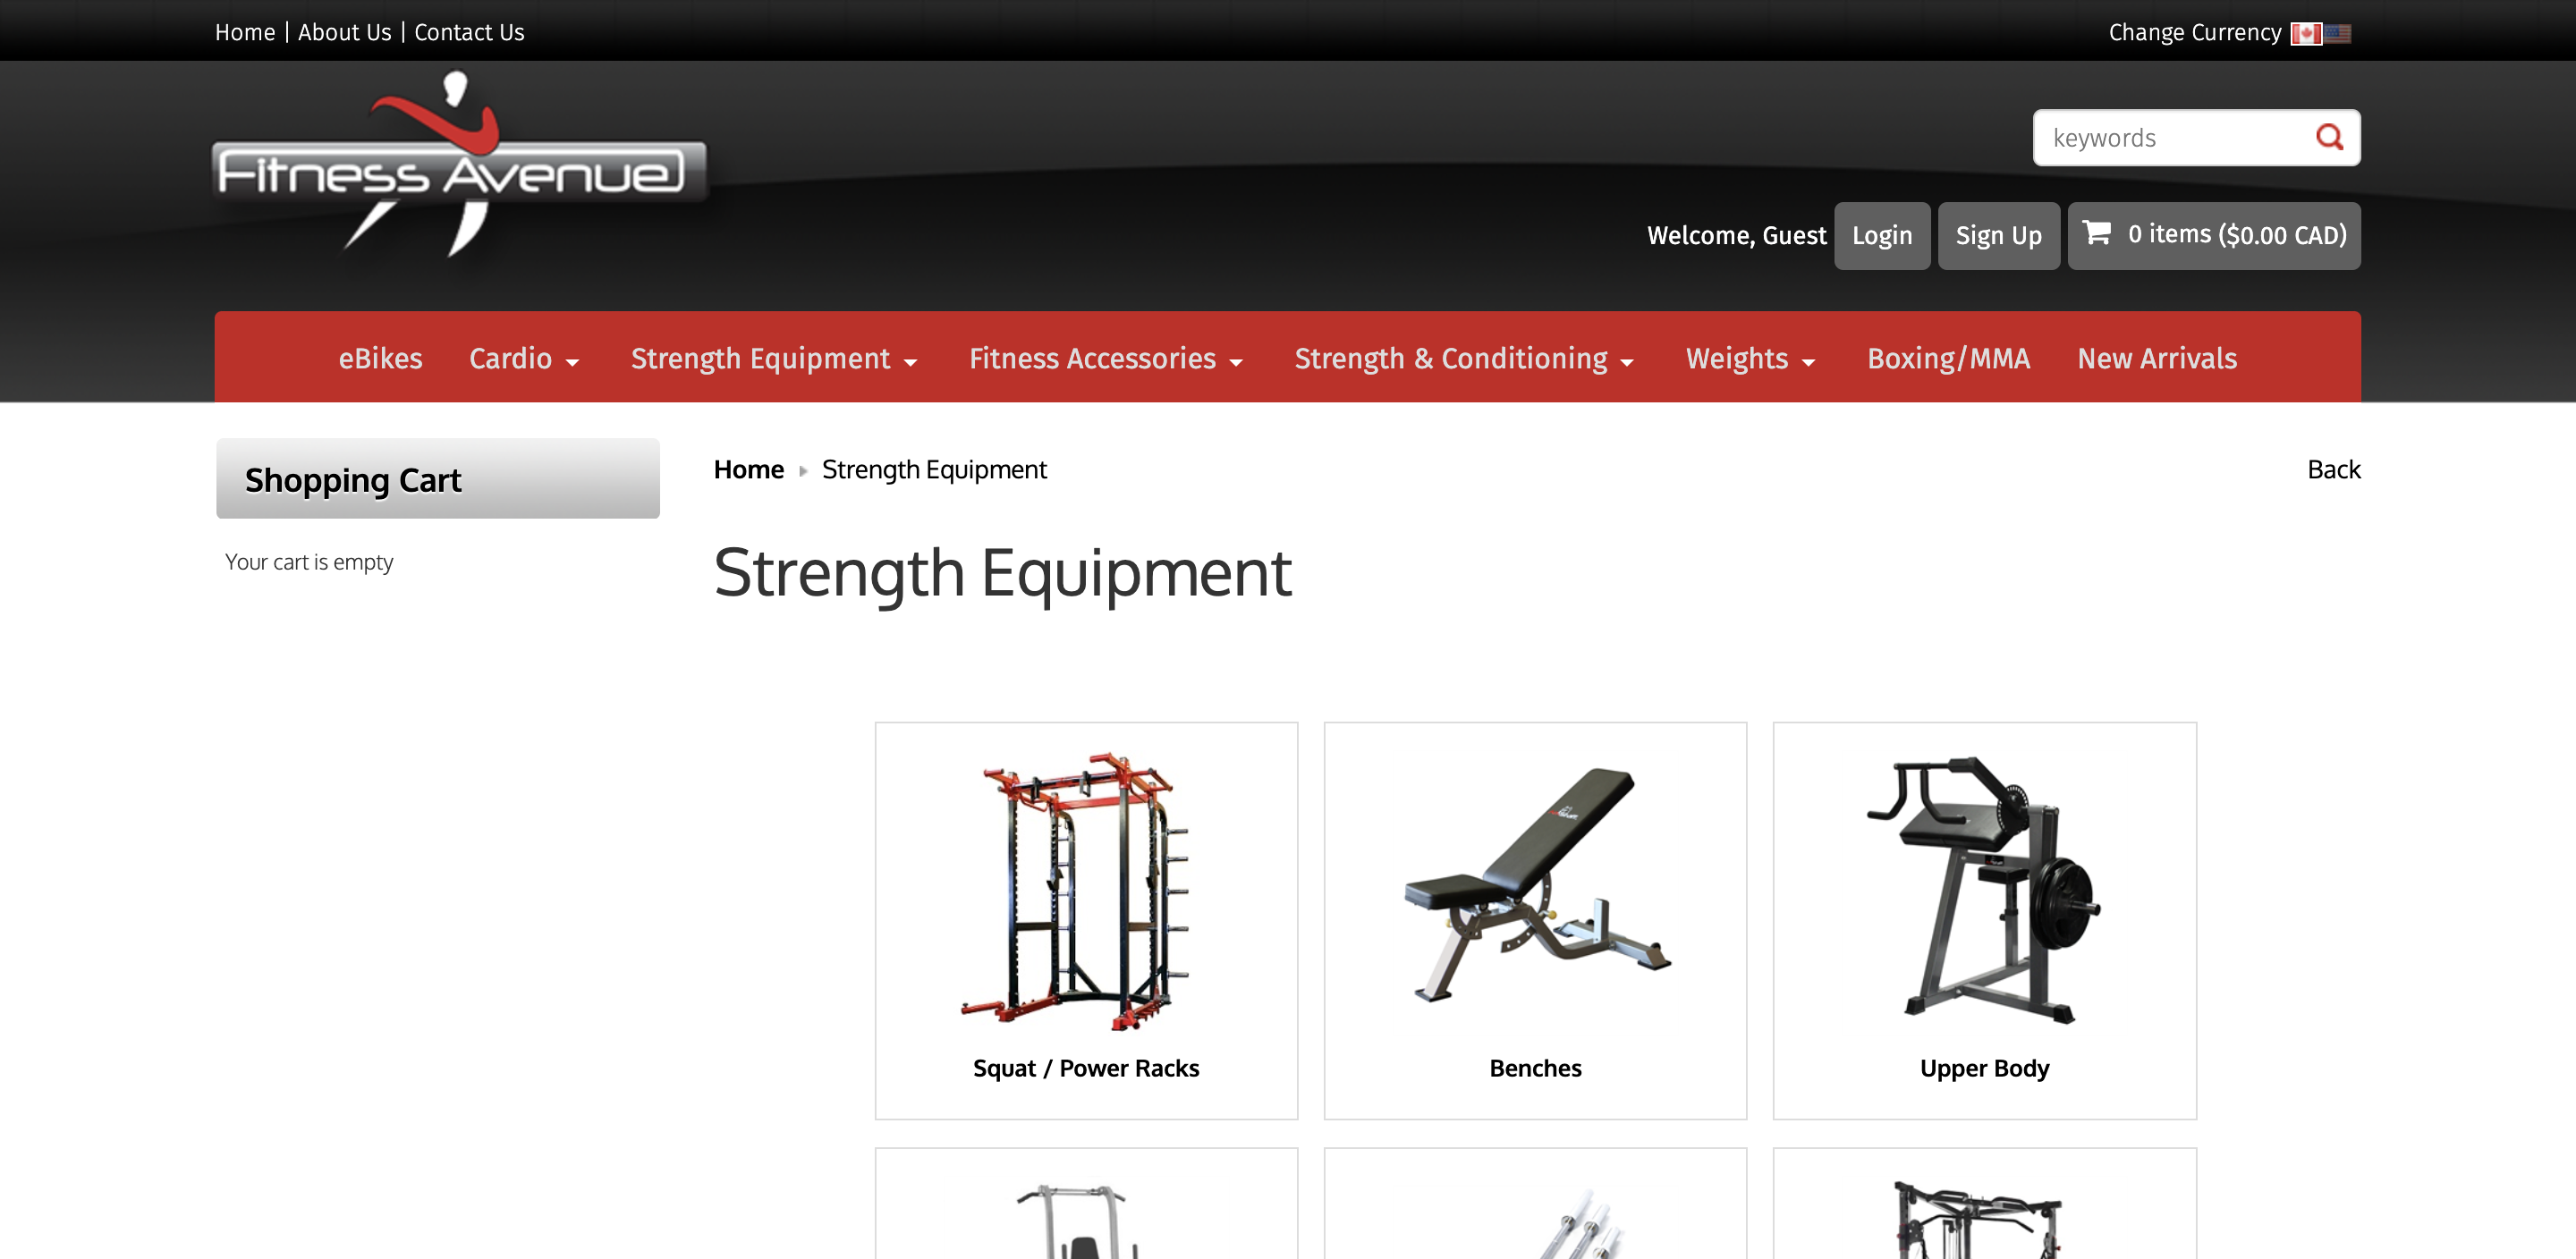 Home | About Us | Contact Us
Change Currency
Fitness Avenue
keywords
Welcome, Guest
Login
Sign Up
0 items ($0.00 CAD)
eBikes
Cardio
Strength Equipment
Fitness Accessories
Strength & Conditioning
Weights
Boxing/MMA
New Arrivals
Shopping Cart
Your cart is empty
Home
Strength Equipment
Back
Strength Equipment
Squat / Power Racks
Benches
Upper Body